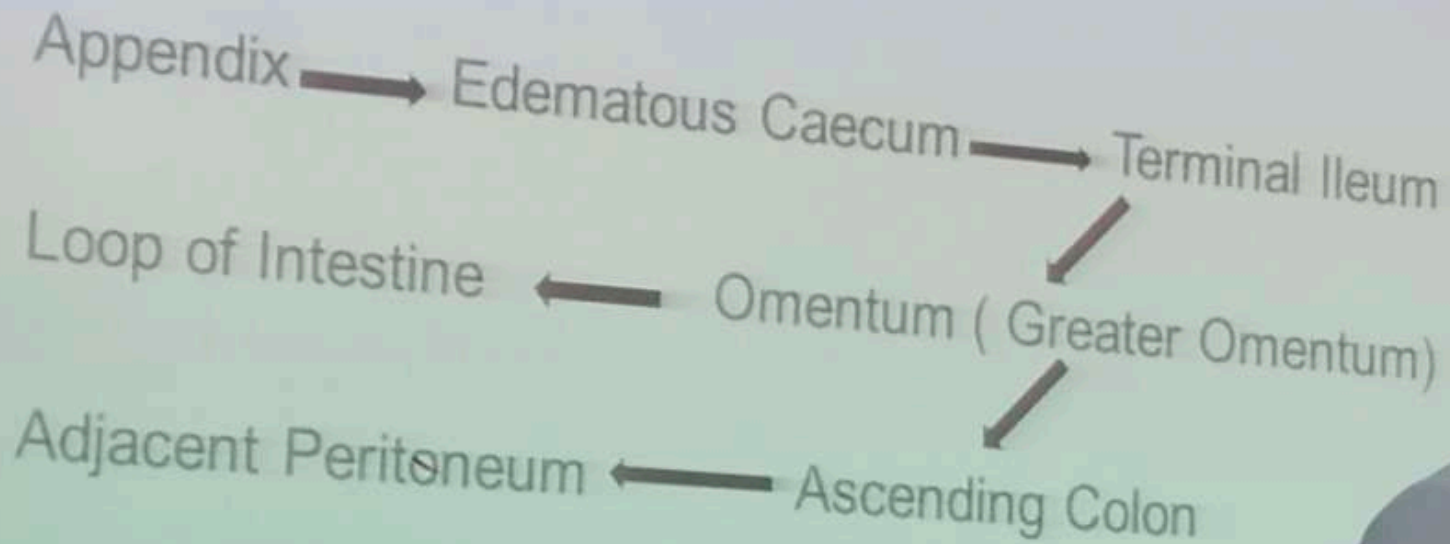 Appendix → Edematous Caecum → Terminal Ileum
Loop of Intestine ← Omentum ( Greater Omentum)
Adjacent Peritoneum ← Ascending Colon